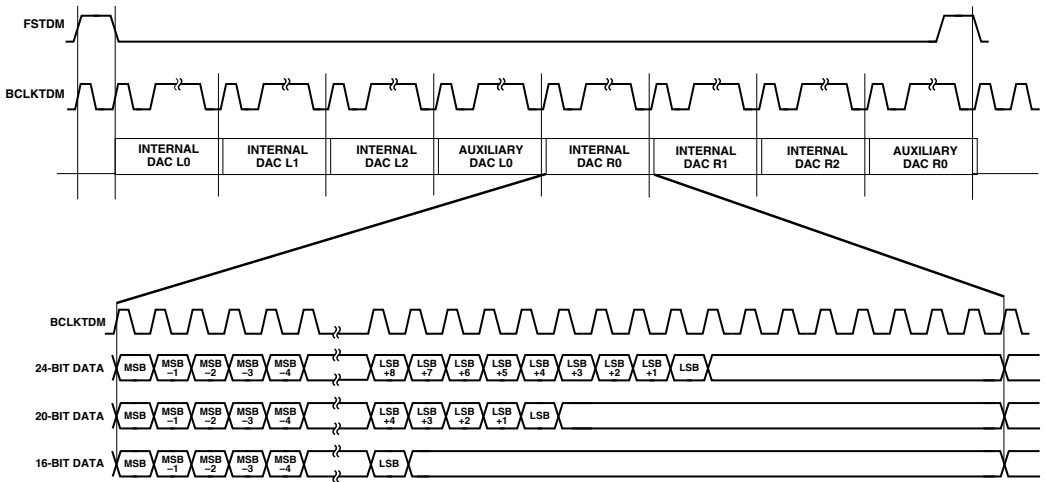 FSTDM
BCLKTDM
INTERNAL DAC L0
INTERNAL DAC L1
INTERNAL DAC L2
AUXILIARY DAC L0
INTERNAL DAC R0
INTERNAL DAC R1
INTERNAL DAC R2
AUXILIARY DAC R0
BCLKTDM
24-BIT DATA MSB MSB –1 MSB –2 MSB –3 MSB –4 LSB +8 LSB +7 LSB +6 LSB +5 LSB +4 LSB +3 LSB +2 LSB +1 LSB
20-BIT DATA MSB MSB –1 MSB –2 MSB –3 MSB –4 LSB +4 LSB +3 LSB +2 LSB +1 LSB
16-BIT DATA MSB MSB –1 MSB –2 MSB –3 MSB –4 LSB